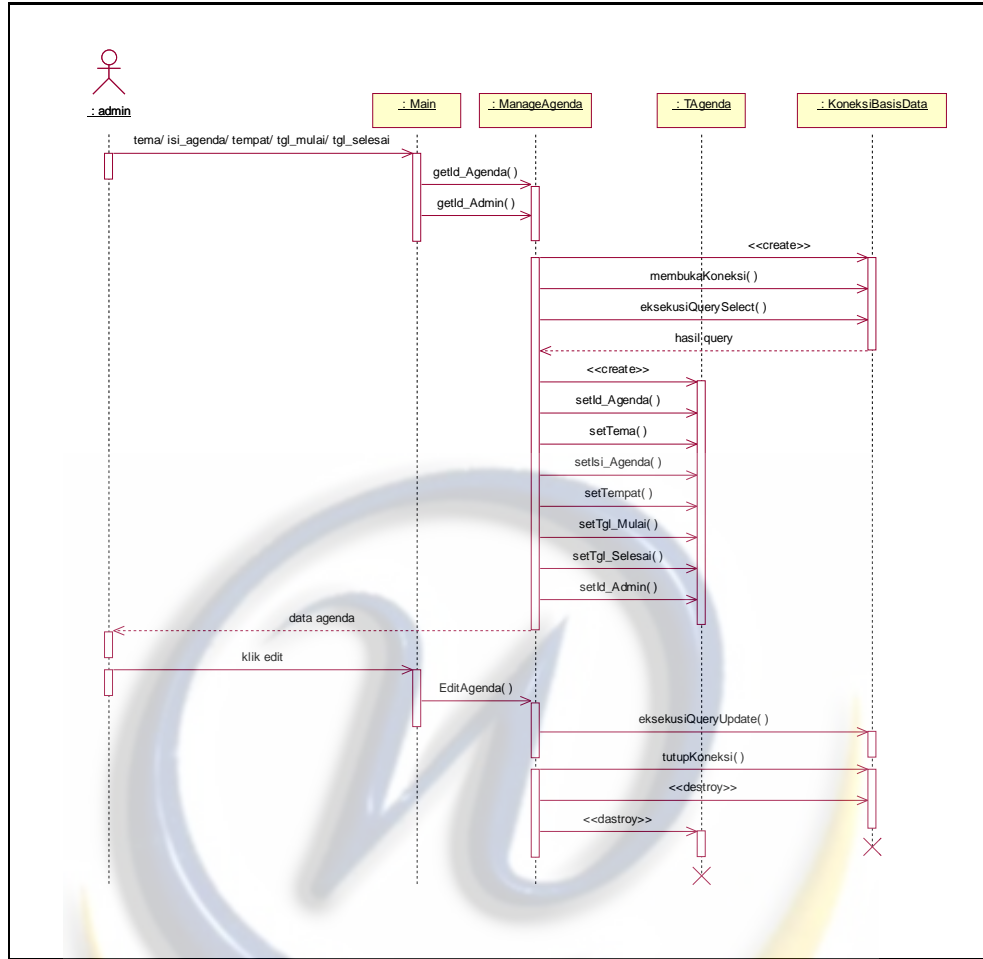 : admin
: Main
: ManageAgenda
: TAgenda
: KoneksiBasisData
tema/ isi_agenda/ tempat/ tgl_mulai/ tgl_selesai
getId_Agenda( )
getId_Admin( )
<<create>>
membukaKoneksi( )
eksekusiQuerySelect( )
hasil query
<<create>>
setId_Agenda( )
setTema( )
setIsi_Agenda( )
setTempat( )
setTgl_Mulai( )
setTgl_Selesai( )
setId_Admin( )
data agenda
klik edit
EditAgenda( )
eksekusiQueryUpdate( )
tutupKoneksi( )
<<destroy>>
<<dastroy>>